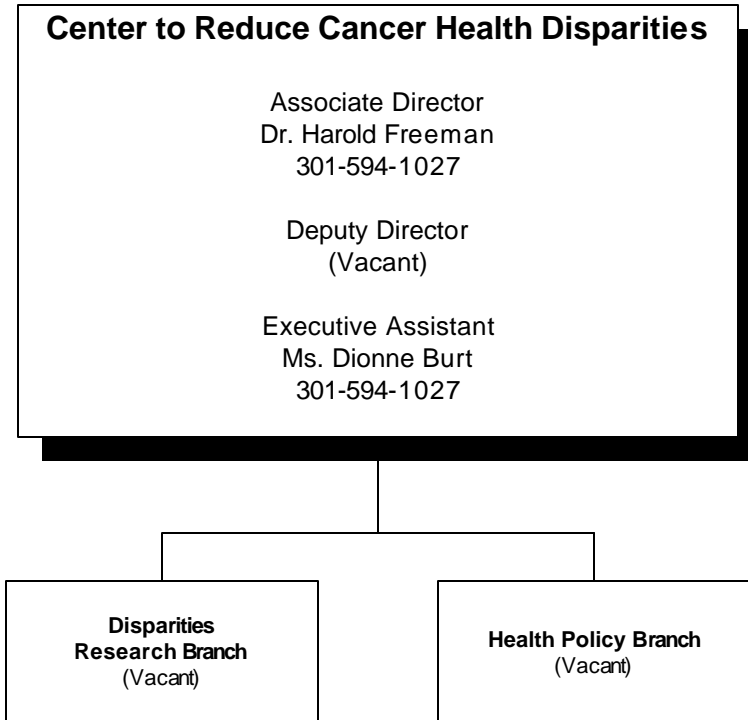 Center to Reduce Cancer Health Disparities
Associate Director
Dr. Harold Freeman
301-594-1027
Deputy Director
(Vacant)
Executive Assistant
Ms. Dionne Burt
301-594-1027
Disparities
Research Branch
(Vacant)
Health Policy Branch
(Vacant)